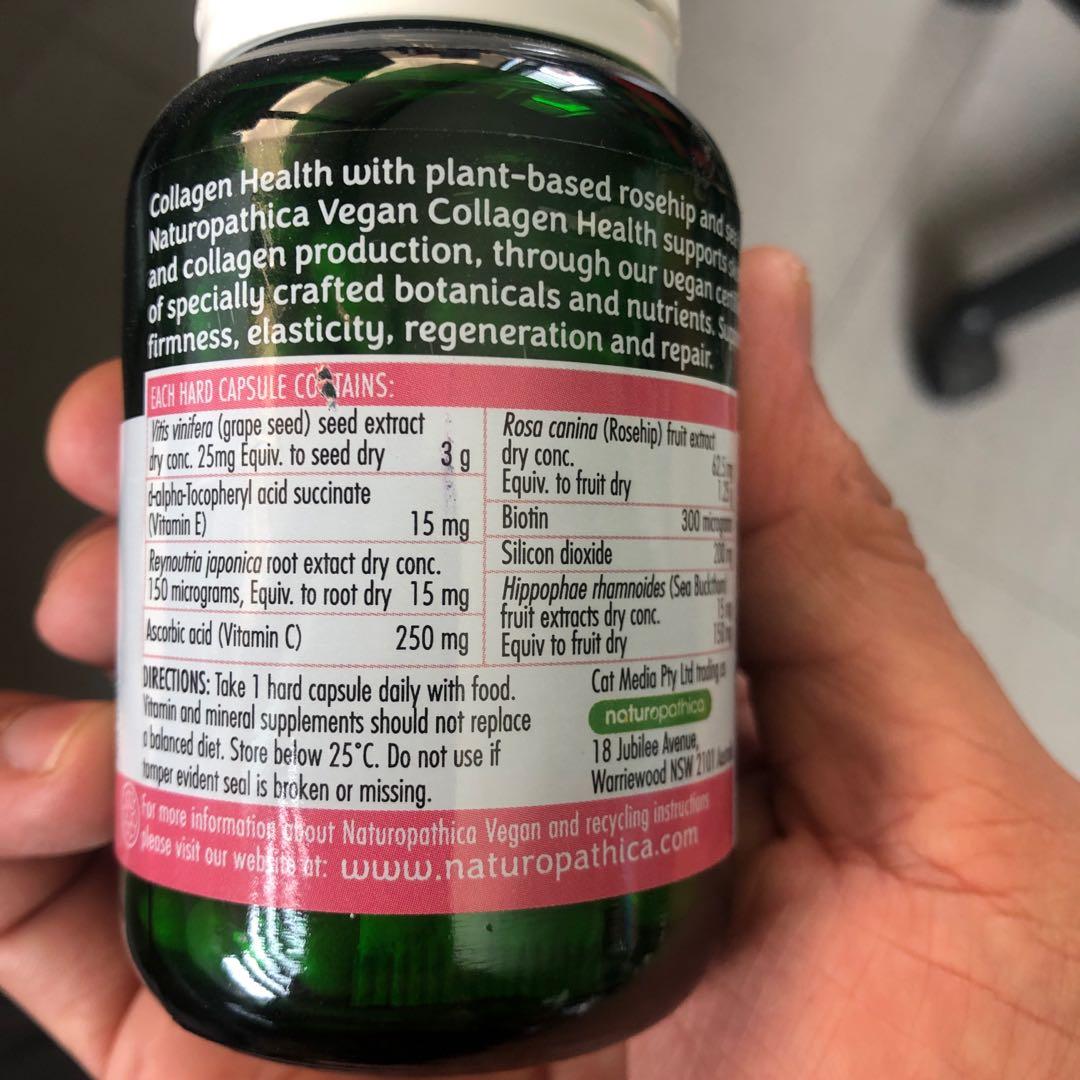 Collagen Health with plant-based rosehip and
Naturopathica Vegan Collagen Health supports
and collagen production, through our vegan
of specially crafted botanicals and nutrients.
firmness, elasticity, regeneration and repair.
EACH HARD CAPSULE CONTAINS:
Vitis vinifera (grape seed) seed extract
dry conc. 25mg Equiv. to seed dry 3 g
d-alpha-Tocopheryl acid succinate
(Vitamin E) 15 mg
Reynoutria japonica root extact dry conc.
150 micrograms, Equiv. to root dry 15 mg
Ascorbic acid (Vitamin C) 250 mg
Rosa canina (Rosehip) fruit extract
dry conc.
Equiv. to fruit dry
Biotin 300
Silicon dioxide
Hippophae rhamnoides (Sea Buckthorn)
fruit extracts dry conc.
Equiv to fruit dry
DIRECTIONS: Take 1 hard capsule daily with food.
Vitamin and mineral supplements should not replace
a balanced diet. Store below 25°C. Do not use if
tamper evident seal is broken or missing.
Cat Media Pty Ltd trading as
naturopathica
18 Jubilee Avenue,
Warriewood NSW 2101
For more information about Naturopathica Vegan and recycling instructions
please visit our website at: www.naturopathica.com